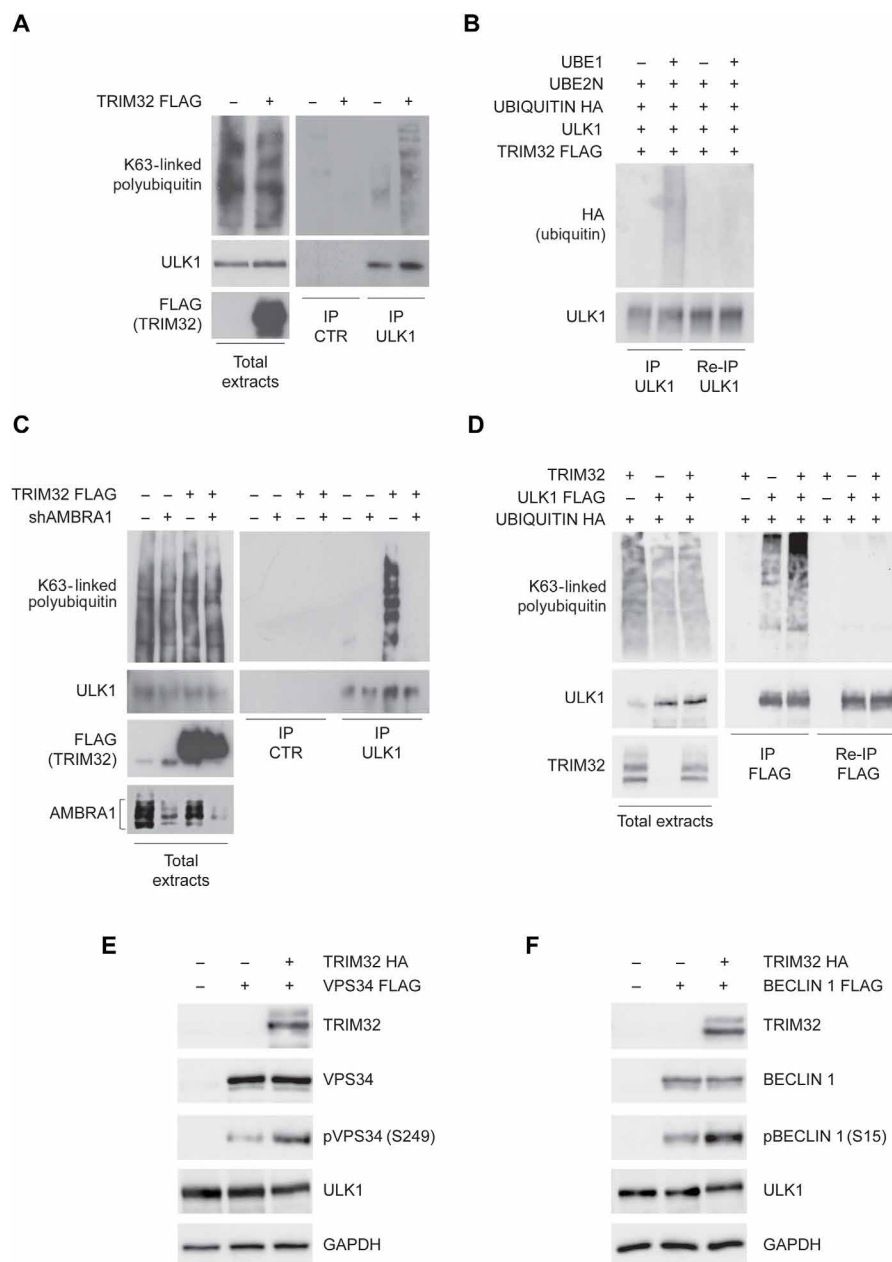 A
TRIM32 FLAG – + – + – +
K63-linked
polyubiquitin
ULK1
FLAG
(TRIM32)
Total
extracts
IP
CTR
IP
ULK1
B
UBE1 – + – +
UBE2N + + + +
UBIQUITIN HA + + + +
ULK1 + + + +
TRIM32 FLAG + + + +
HA
(ubiquitin)
ULK1
IP
ULK1
Re-IP
ULK1
C
TRIM32 FLAG – – + + – – + + – – + +
shAMBRA1 – + – + – + – + – + – +
K63-linked
polyubiquitin
ULK1
FLAG
(TRIM32)
AMBRA1
Total
extracts
IP
CTR
IP
ULK1
D
TRIM32 + – + + – + + – +
ULK1 FLAG – + + – + + – + +
UBIQUITIN HA + + + + + + + + +
K63-linked
polyubiquitin
ULK1
TRIM32
Total extracts
IP
FLAG
Re-IP
FLAG
E
– – + TRIM32 HA
– + + VPS34 FLAG
TRIM32
VPS34
pVPS34 (S249)
ULK1
GAPDH
F
– – + TRIM32 HA
– + + BECLIN 1 FLAG
TRIM32
BECLIN 1
pBECLIN 1 (S15)
ULK1
GAPDH